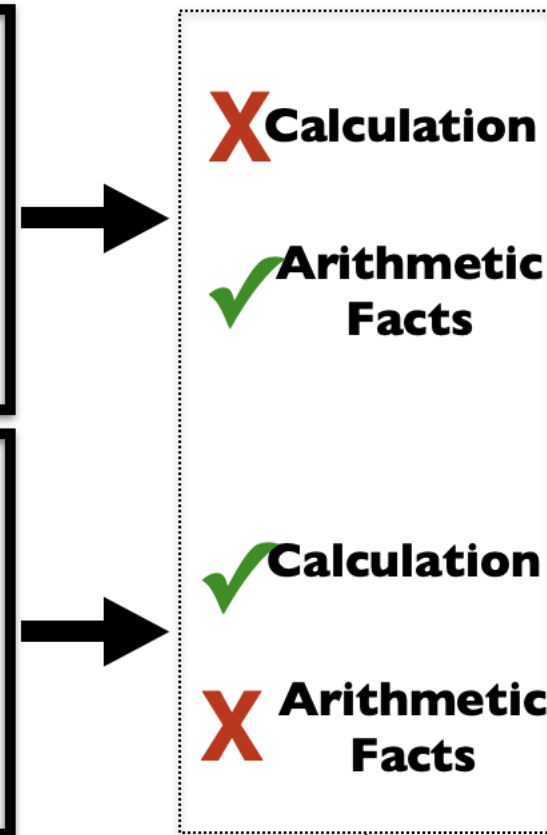 X Calculation
✓ Arithmetic
Facts
✓ Calculation
X Arithmetic
Facts